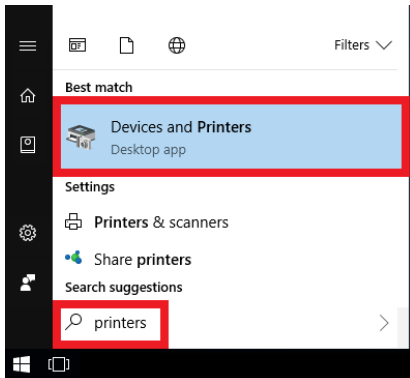 Filters
Best match
Devices and Printers
Desktop app
Settings
Printers & scanners
Share printers
Search suggestions
printers